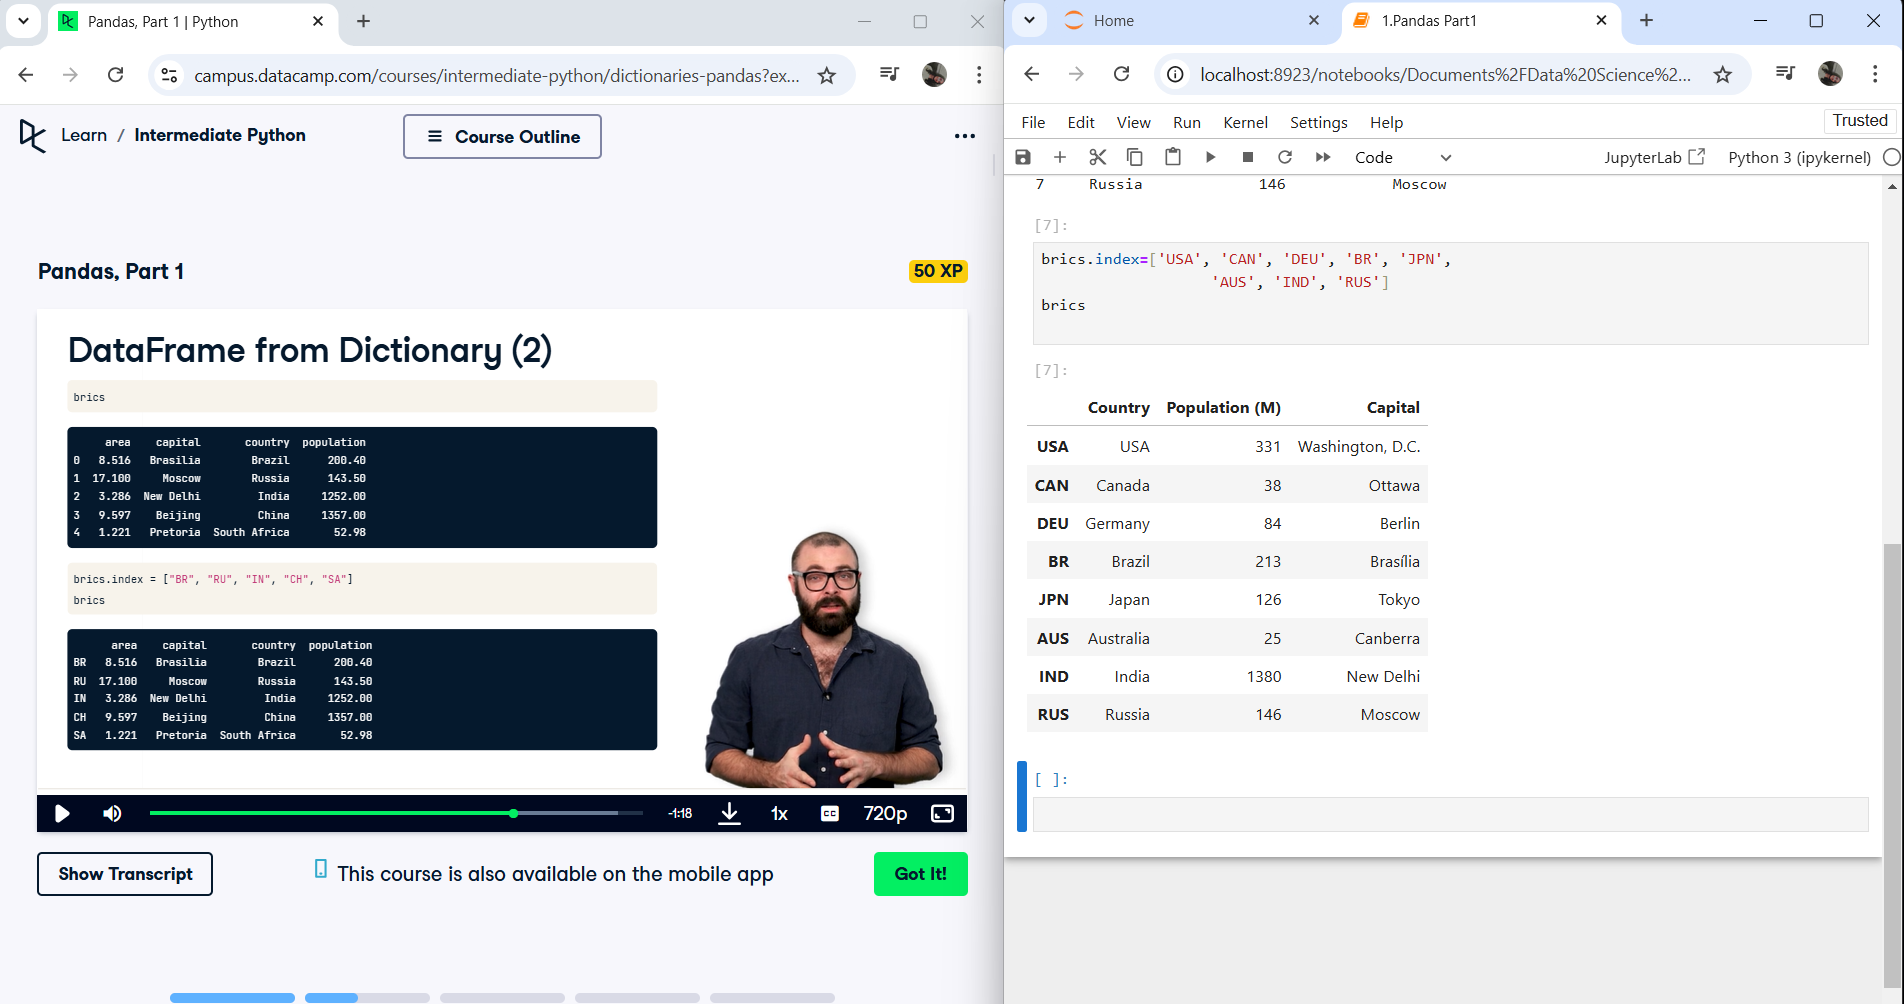 Pandas, Part 1 | Python
campus.datacamp.com/courses/intermediate-python/dictionaries-pandas?ex...
Learn / Intermediate Python
Course Outline
Pandas, Part 1
50 XP
DataFrame from Dictionary (2)
brics
area capital country population
0 8.516 Brasilia Brazil 200.40
1 17.100 Moscow Russia 143.50
2 3.286 New Delhi India 1252.00
3 9.597 Beijing China 1357.00
4 1.221 Pretoria South Africa 52.98
brics.index = ["BR", "RU", "IN", "CH", "SA"]
brics
area capital country population
BR 8.516 Brasilia Brazil 200.40
RU 17.100 Moscow Russia 143.50
IN 3.286 New Delhi India 1252.00
CH 9.597 Beijing China 1357.00
SA 1.221 Pretoria South Africa 52.98
-1:18
1x
CC
720p
Show Transcript
This course is also available on the mobile app
Got It!
Home
1.Pandas Part1
localhost:8923/notebooks/Documents%2FData%20Science%2...
File Edit View Run Kernel Settings Help
Trusted
Code
JupyterLab
Python 3 (ipykernel)
7 Russia 146 Moscow
[7]:
brics.index=['USA', 'CAN', 'DEU', 'BR', 'JPN',
'AUS', 'IND', 'RUS']
brics
[7]:
Country Population (M) Capital
USA USA 331 Washington, D.C.
CAN Canada 38 Ottawa
DEU Germany 84 Berlin
BR Brazil 213 Brasília
JPN Japan 126 Tokyo
AUS Australia 25 Canberra
IND India 1380 New Delhi
RUS Russia 146 Moscow
[ ]: